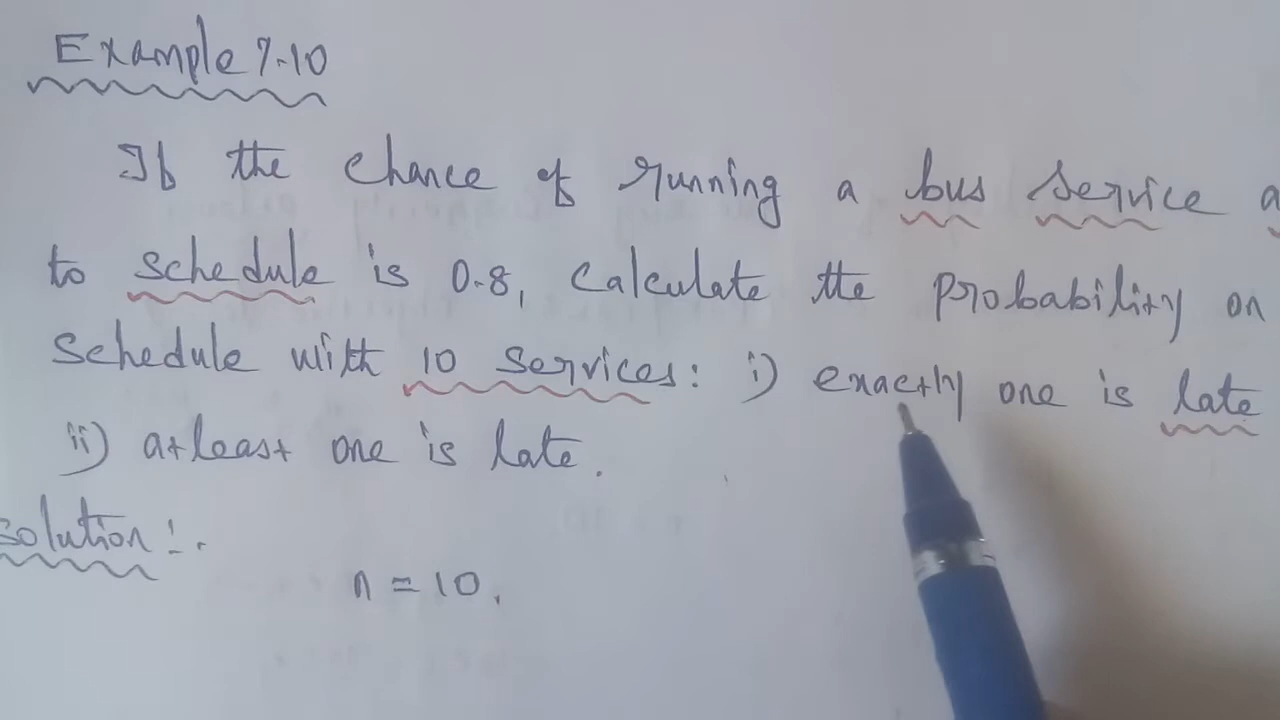 Example 7.10
If the chance of running a bus service a
to schedule is 0.8, calculate the probability on
schedule with 10 services: i) exactly one is late
ii) atleast one is late.
Solution:.
n = 10.